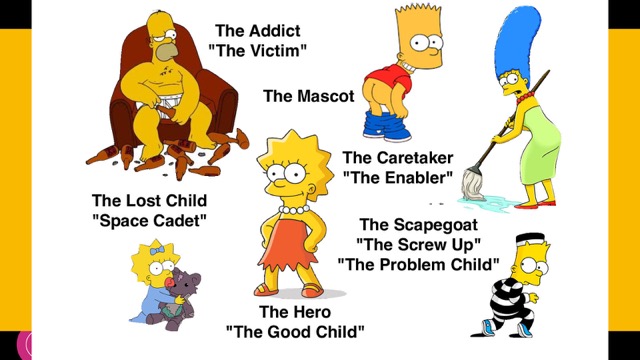 The Addict
"The Victim"
The Mascot
The Caretaker
"The Enabler"
The Lost Child
"Space Cadet"
The Scapegoat
"The Screw Up"
"The Problem Child"
The Hero
"The Good Child"